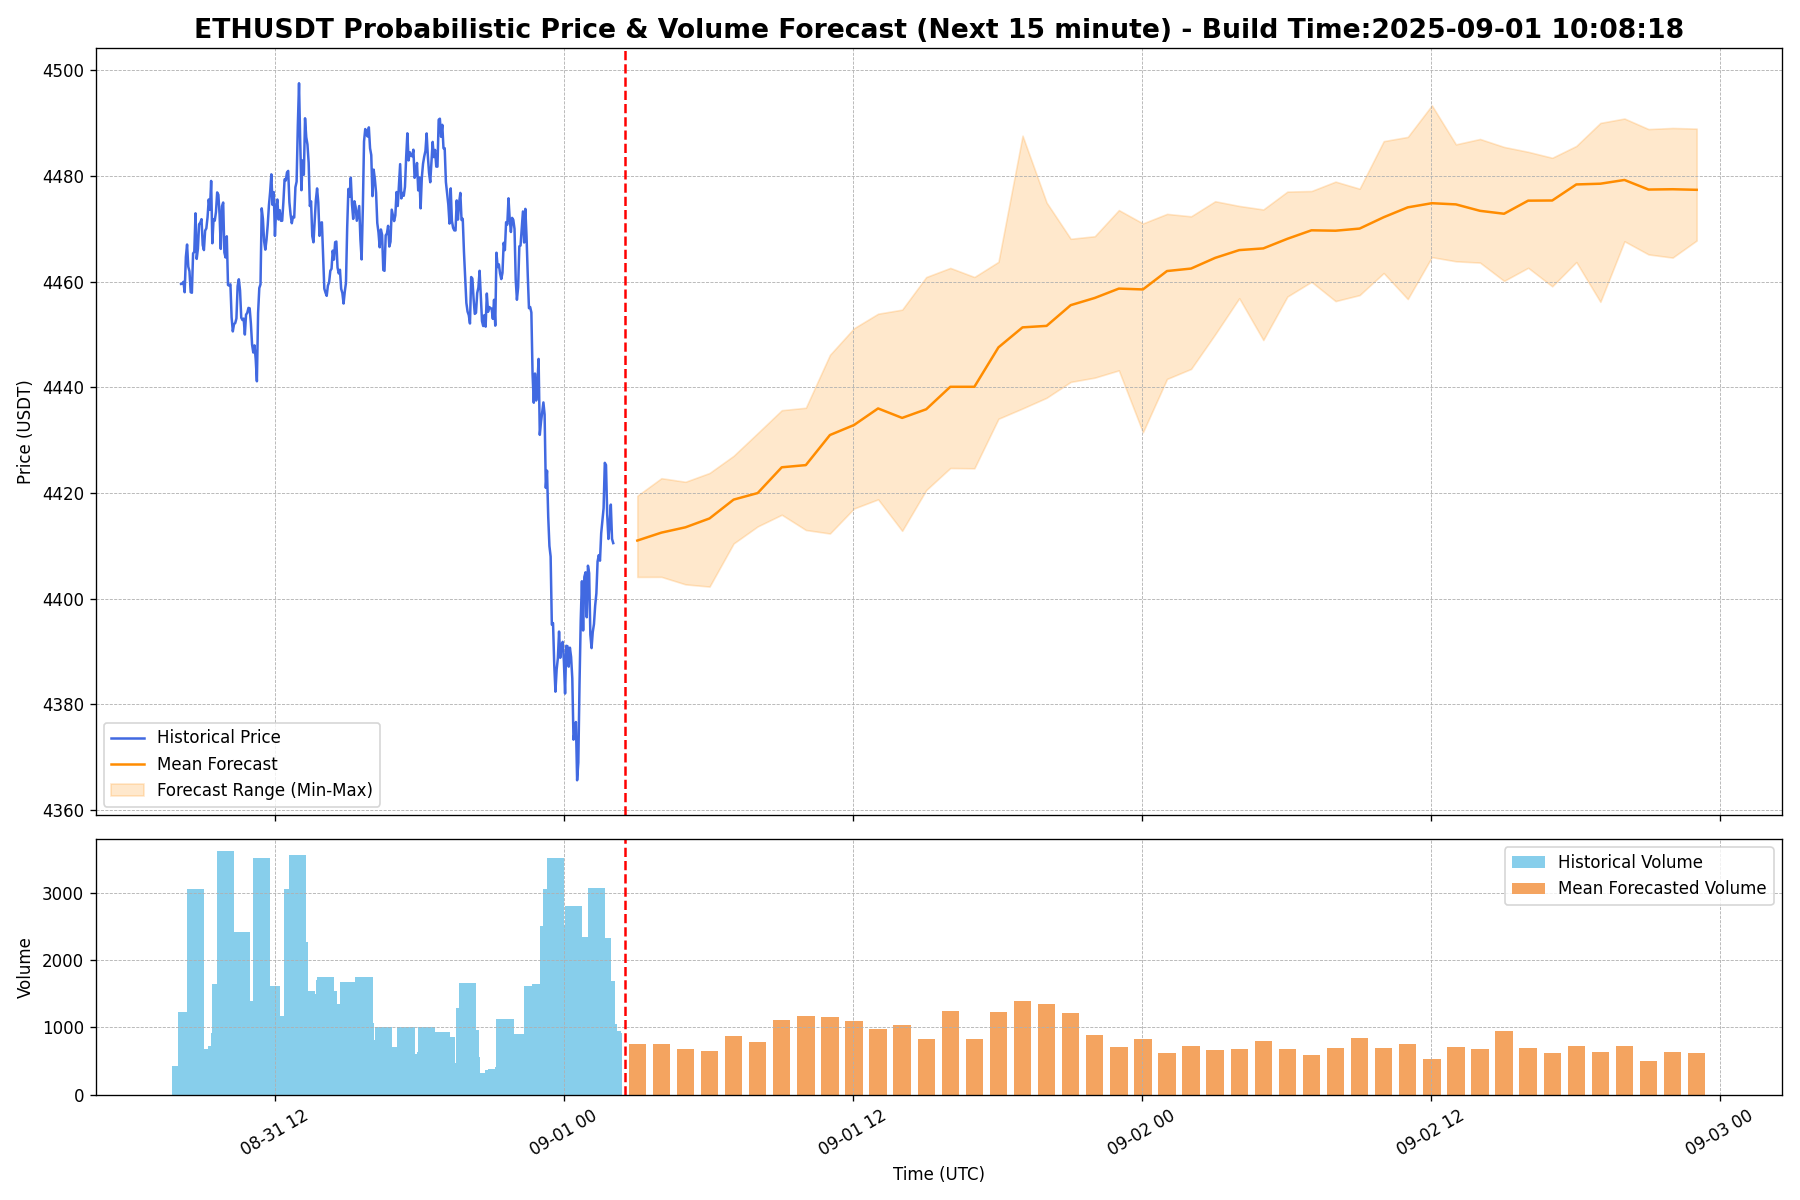 ETHUSDT Probabilistic Price & Volume Forecast (Next 15 minute) - Build Time:2025-09-01 10:08:18
4500
4480
4460
4440
4420
4400
4380
4360
Price (USDT)
Historical Price
Mean Forecast
Forecast Range (Min-Max)
3000
2000
1000
0
Volume
Historical Volume
Mean Forecasted Volume
08-31 12
09-01 00
09-01 12
09-02 00
09-02 12
09-03 00
Time (UTC)